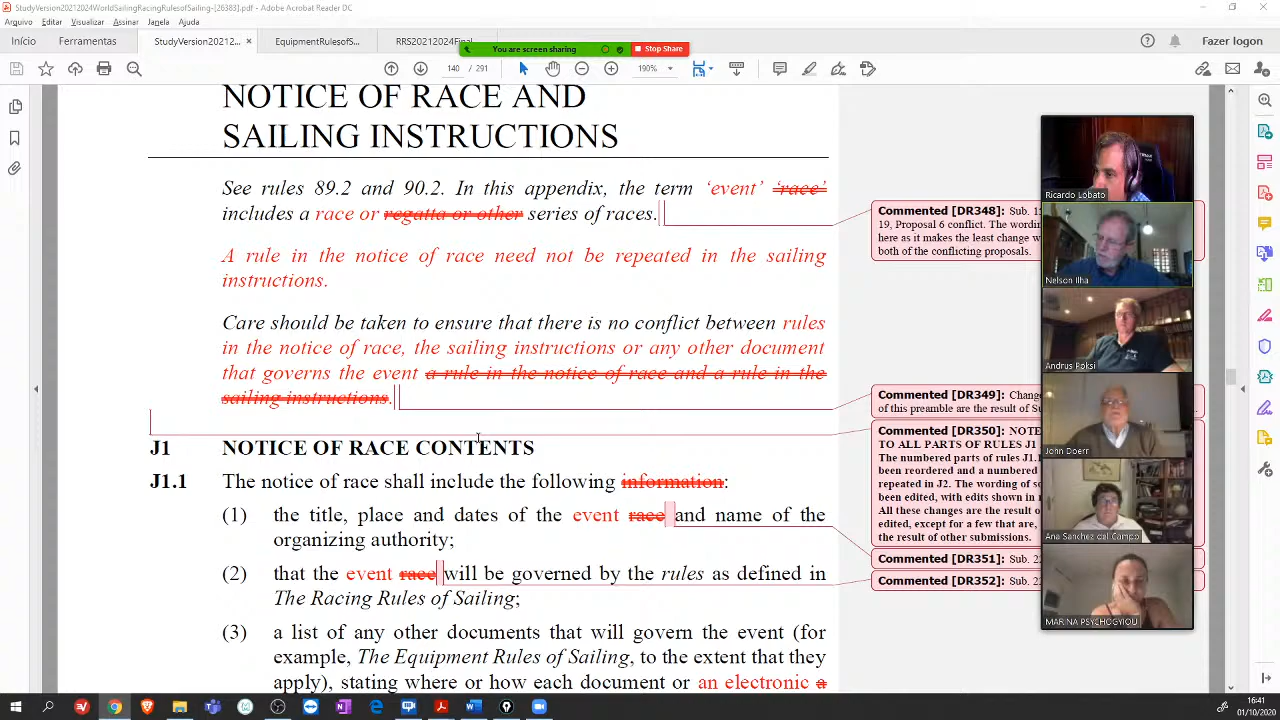 StudyVersion20212024WorldSailingRacingRulesofSailing-[26383].pdf - Adobe Acrobat Reader DC
Arquivo Editar Visualizar Assinar Janela Ajuda
Início Ferramentas StudyVersion20212... × EquipmentRulesofS... RRS20212024Final... Fazer logon
You are screen sharing Stop Share
140 / 291 190%
NOTICE OF RACE AND
SAILING INSTRUCTIONS
See rules 89.2 and 90.2. In this appendix, the term ‘event’ ‘race’
includes a race or regatta or other series of races.
A rule in the notice of race need not be repeated in the sailing
instructions.
Care should be taken to ensure that there is no conflict between rules
in the notice of race, the sailing instructions or any other document
that governs the event a rule in the notice of race and a rule in the
sailing instructions.
J1 NOTICE OF RACE CONTENTS
J1.1 The notice of race shall include the following information:
(1) the title, place and dates of the event race and name of the
organizing authority;
(2) that the event race will be governed by the rules as defined in
The Racing Rules of Sailing;
(3) a list of any other documents that will govern the event (for
example, The Equipment Rules of Sailing, to the extent that they
apply), stating where or how each document or an electronic a
Commented [DR348]: Sub. 1
19, Proposal 6 conflict. The wording
here as it makes the least change w
both of the conflicting proposals.
Commented [DR349]: Chang
of this preamble are the result of Su
Commented [DR350]: NOTE
TO ALL PARTS OF RULES J1
The numbered parts of rules J1.1
been reordered and a numbered
repeated in J2. The wording of so
been edited, with edits shown in
All these changes are the result o
edited, except for a few that are,
the result of other submissions.
Commented [DR351]: Sub. 2
Commented [DR352]: Sub. 2
Ricardo Lobato
Nelson Ilha
Andrus Poksi
John Doerr
Ana Sanchez del Campo
MARINA PSYCHOGYIOU
16:41
01/10/2020